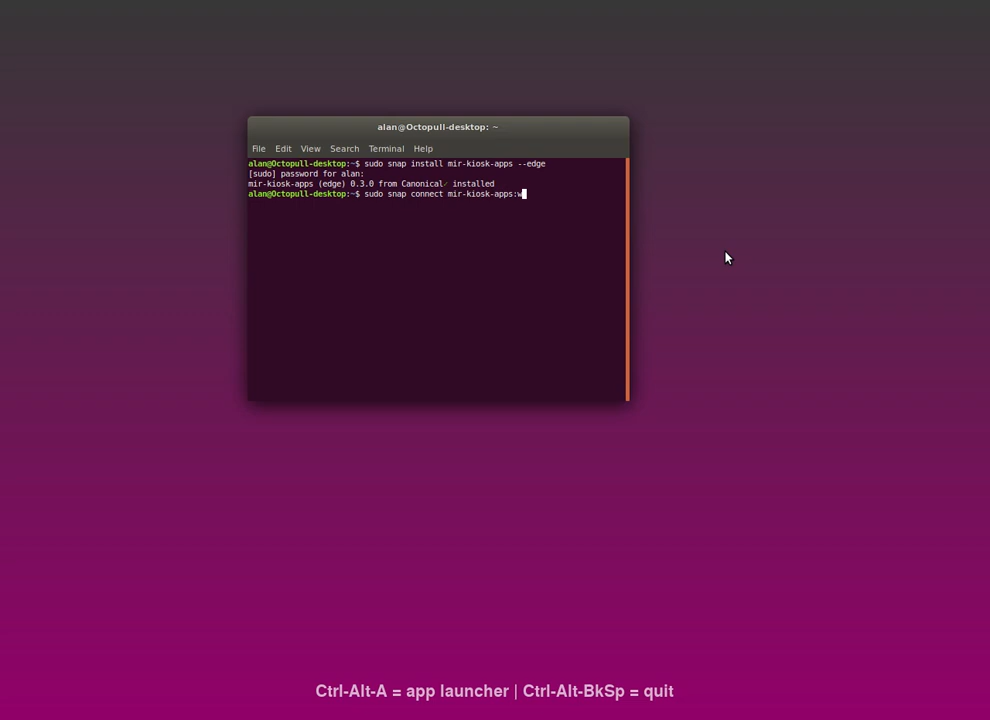 alan@Octopull-desktop: ~
File Edit View Search Terminal Help
alan@Octopull-desktop:~$ sudo snap install mir-kiosk-apps --edge
[sudo] password for alan:
mir-kiosk-apps (edge) 0.3.0 from Canonical✓ installed
alan@Octopull-desktop:~$ sudo snap connect mir-kiosk-apps:w
Ctrl-Alt-A = app launcher | Ctrl-Alt-BkSp = quit